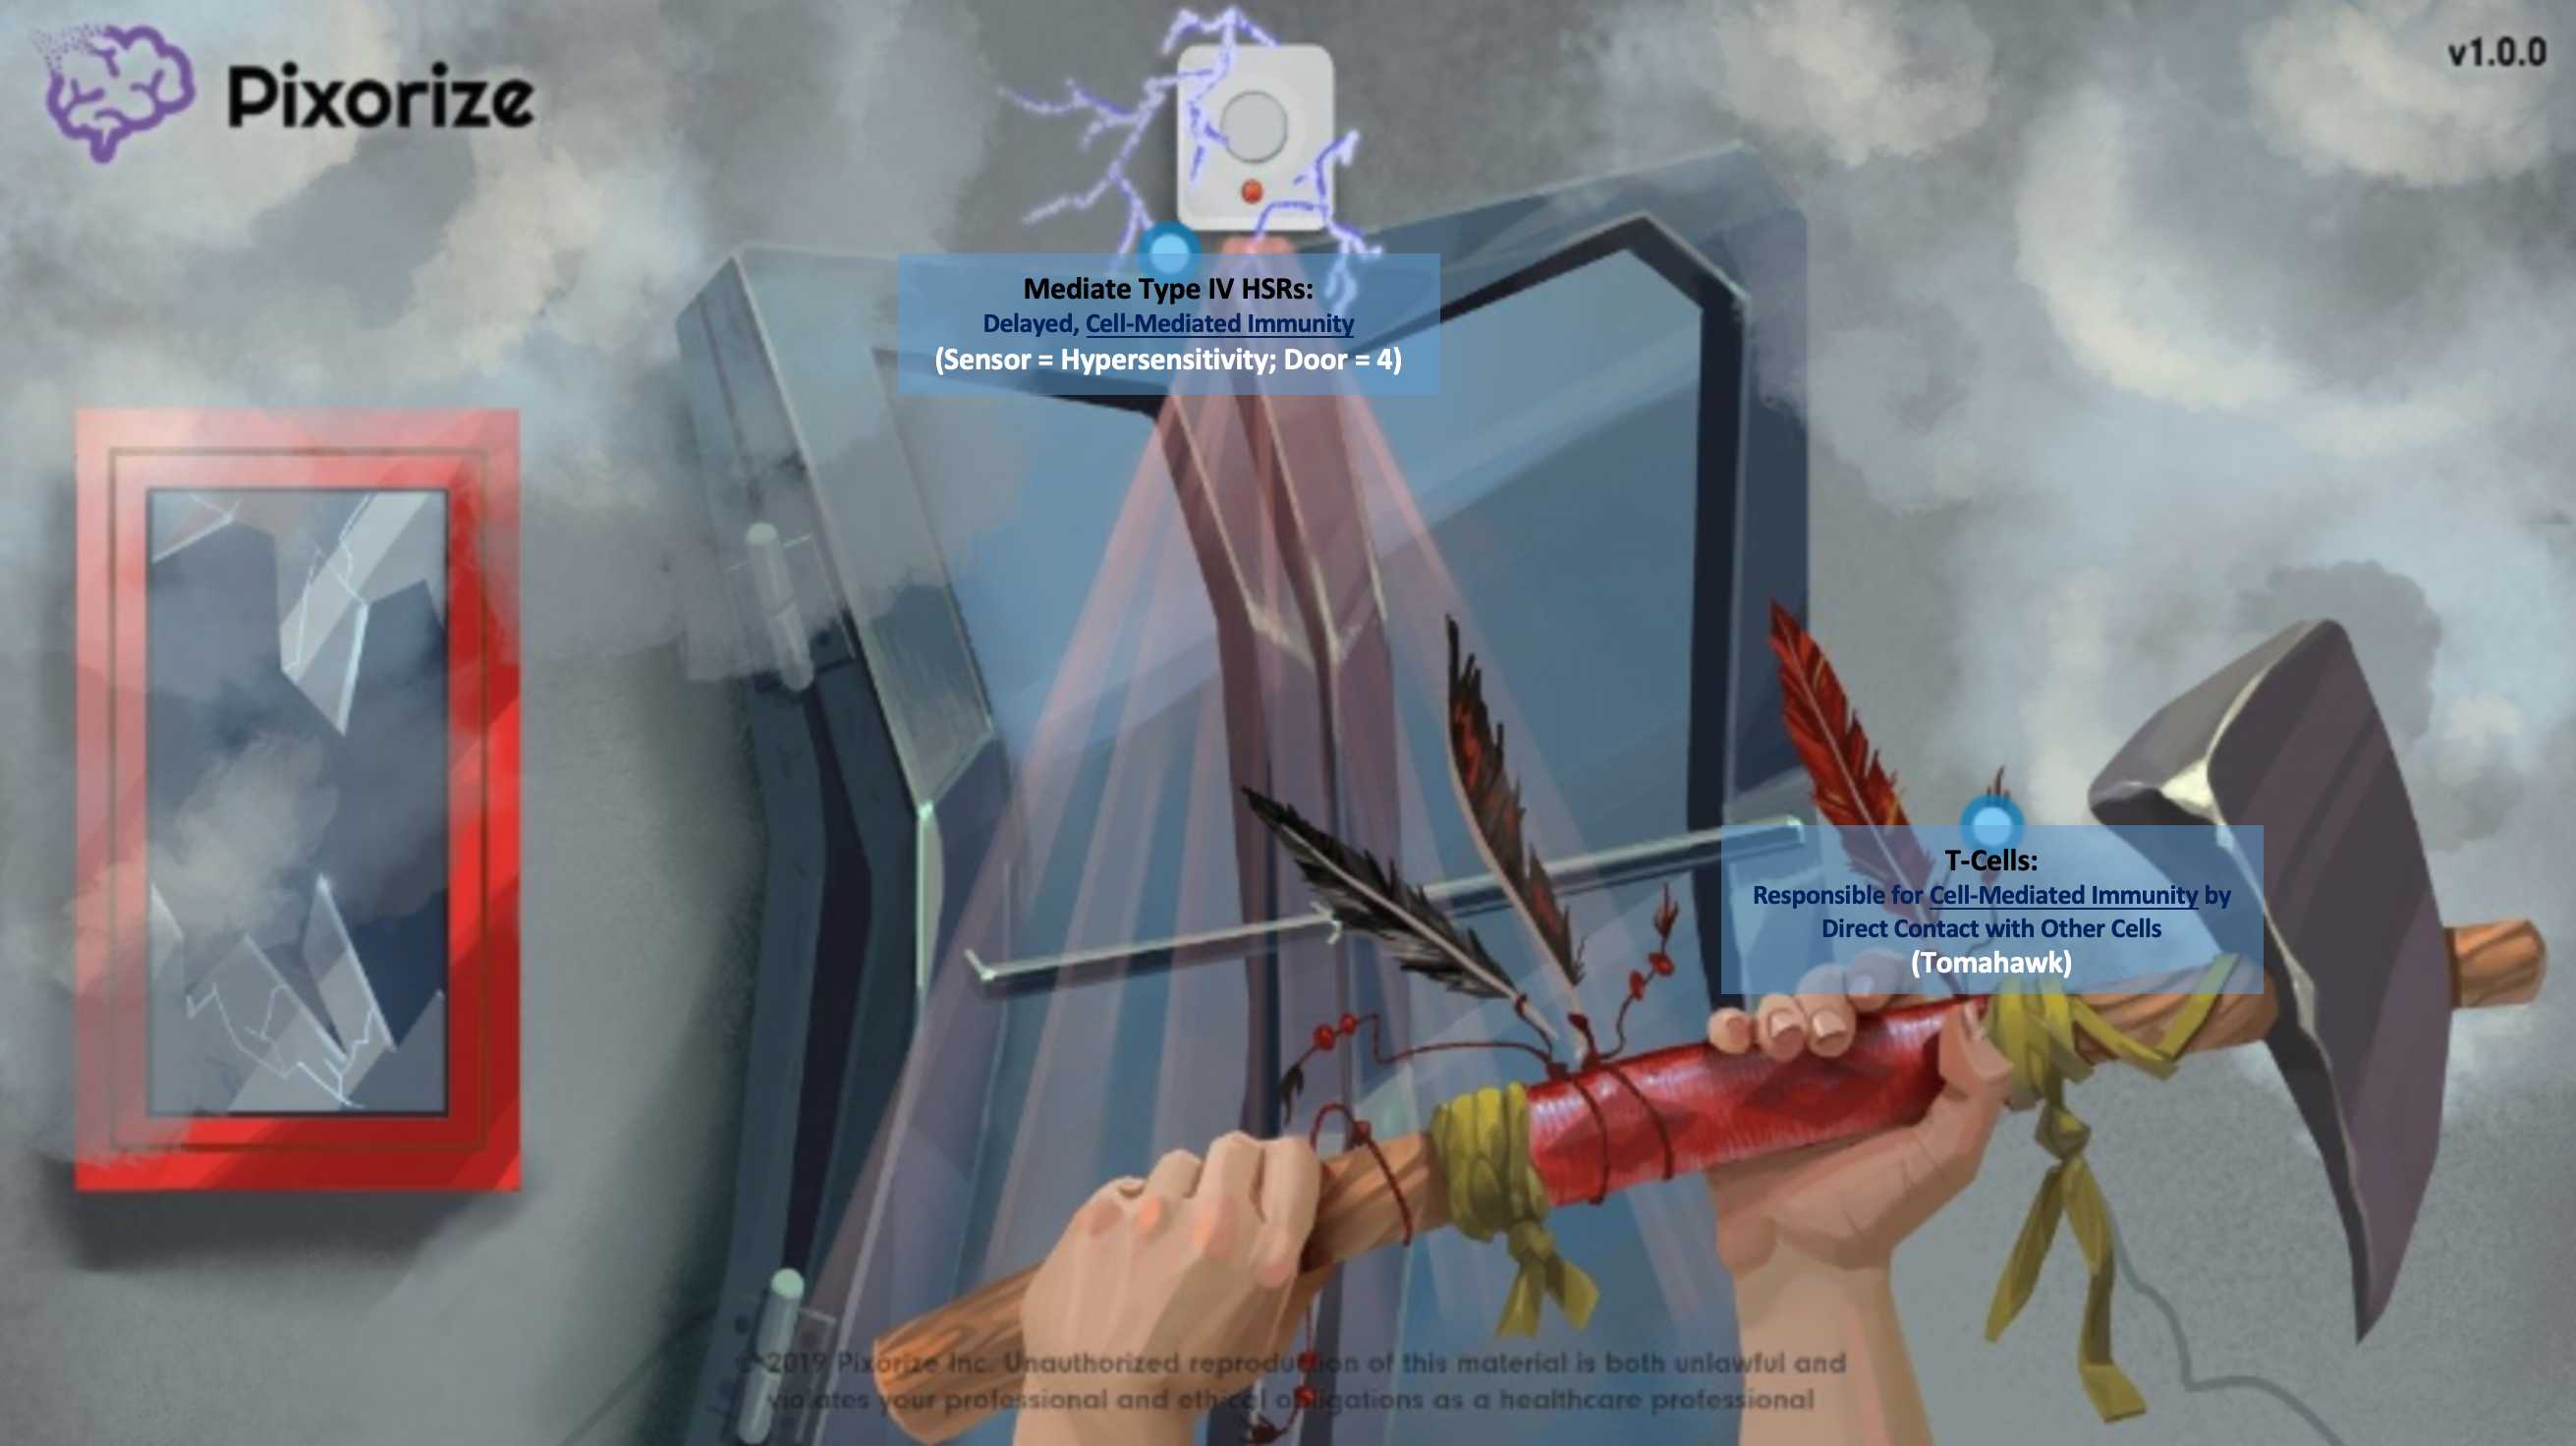 Pixorize
v1.0.0
Mediate Type IV HSRs:
Delayed, Cell-Mediated Immunity
(Sensor = Hypersensitivity; Door = 4)
T-Cells:
Responsible for Cell-Mediated Immunity by
Direct Contact with Other Cells
(Tomahawk)
© 2019 Pixorize Inc. Unauthorized reproduction of this material is both unlawful and
violates your professional and ethical obligations as a healthcare professional